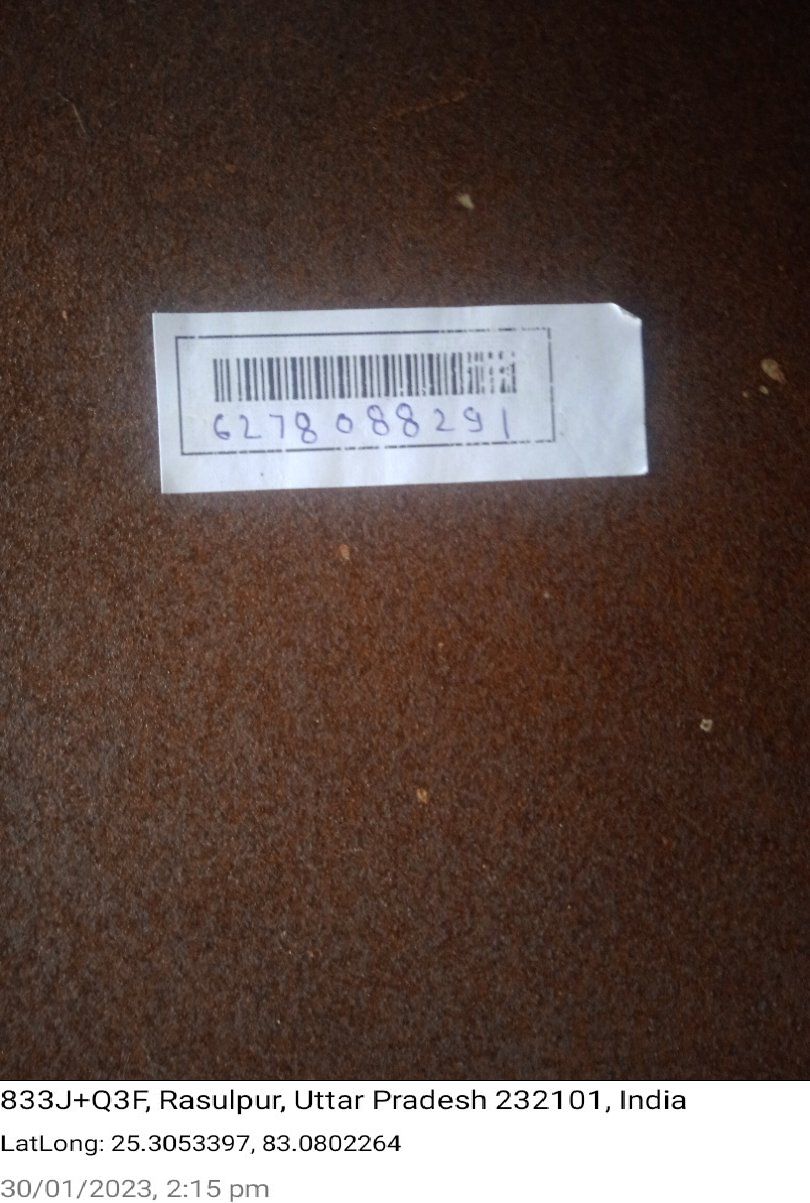 6278088291
833J+Q3F, Rasulpur, Uttar Pradesh 232101, India
LatLong: 25.3053397, 83.0802264
30/01/2023, 2:15 pm